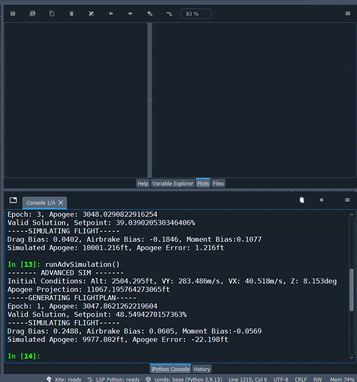 83 %
Help Variable Explorer Plots Files
Console 1/A
Epoch: 3, Apogee: 3048.0290822916254
Valid Solution, Setpoint: 39.039020530346406%
-----SIMULATING FLIGHT-----
Drag Bias: 0.0402, Airbrake Bias: -0.1846, Moment Bias:0.1077
Simulated Apogee: 10001.216ft, Apogee Error: 1.216ft
In [13]: runAdvSimulation()
------- ADVANCED SIM -------
Initial Conditions: Alt: 2504.295ft, VY: 283.486m/s, VX: 40.518m/s, Z: 8.153deg
Apogee Projection: 11067.195764273065ft
-----GENERATING FLIGHTPLAN-----
Epoch: 1, Apogee: 3047.8621262219604
Valid Solution, Setpoint: 48.5494270157363%
-----SIMULATING FLIGHT-----
Drag Bias: 0.2488, Airbrake Bias: 0.0605, Moment Bias:-0.0569
Simulated Apogee: 9977.802ft, Apogee Error: -22.198ft
In [14]:
IPython Console History
Kite: ready LSP Python: ready conda: base (Python 3.9.13) Line 1215, Col 6 UTF-8 CRLF RW Mem 74%